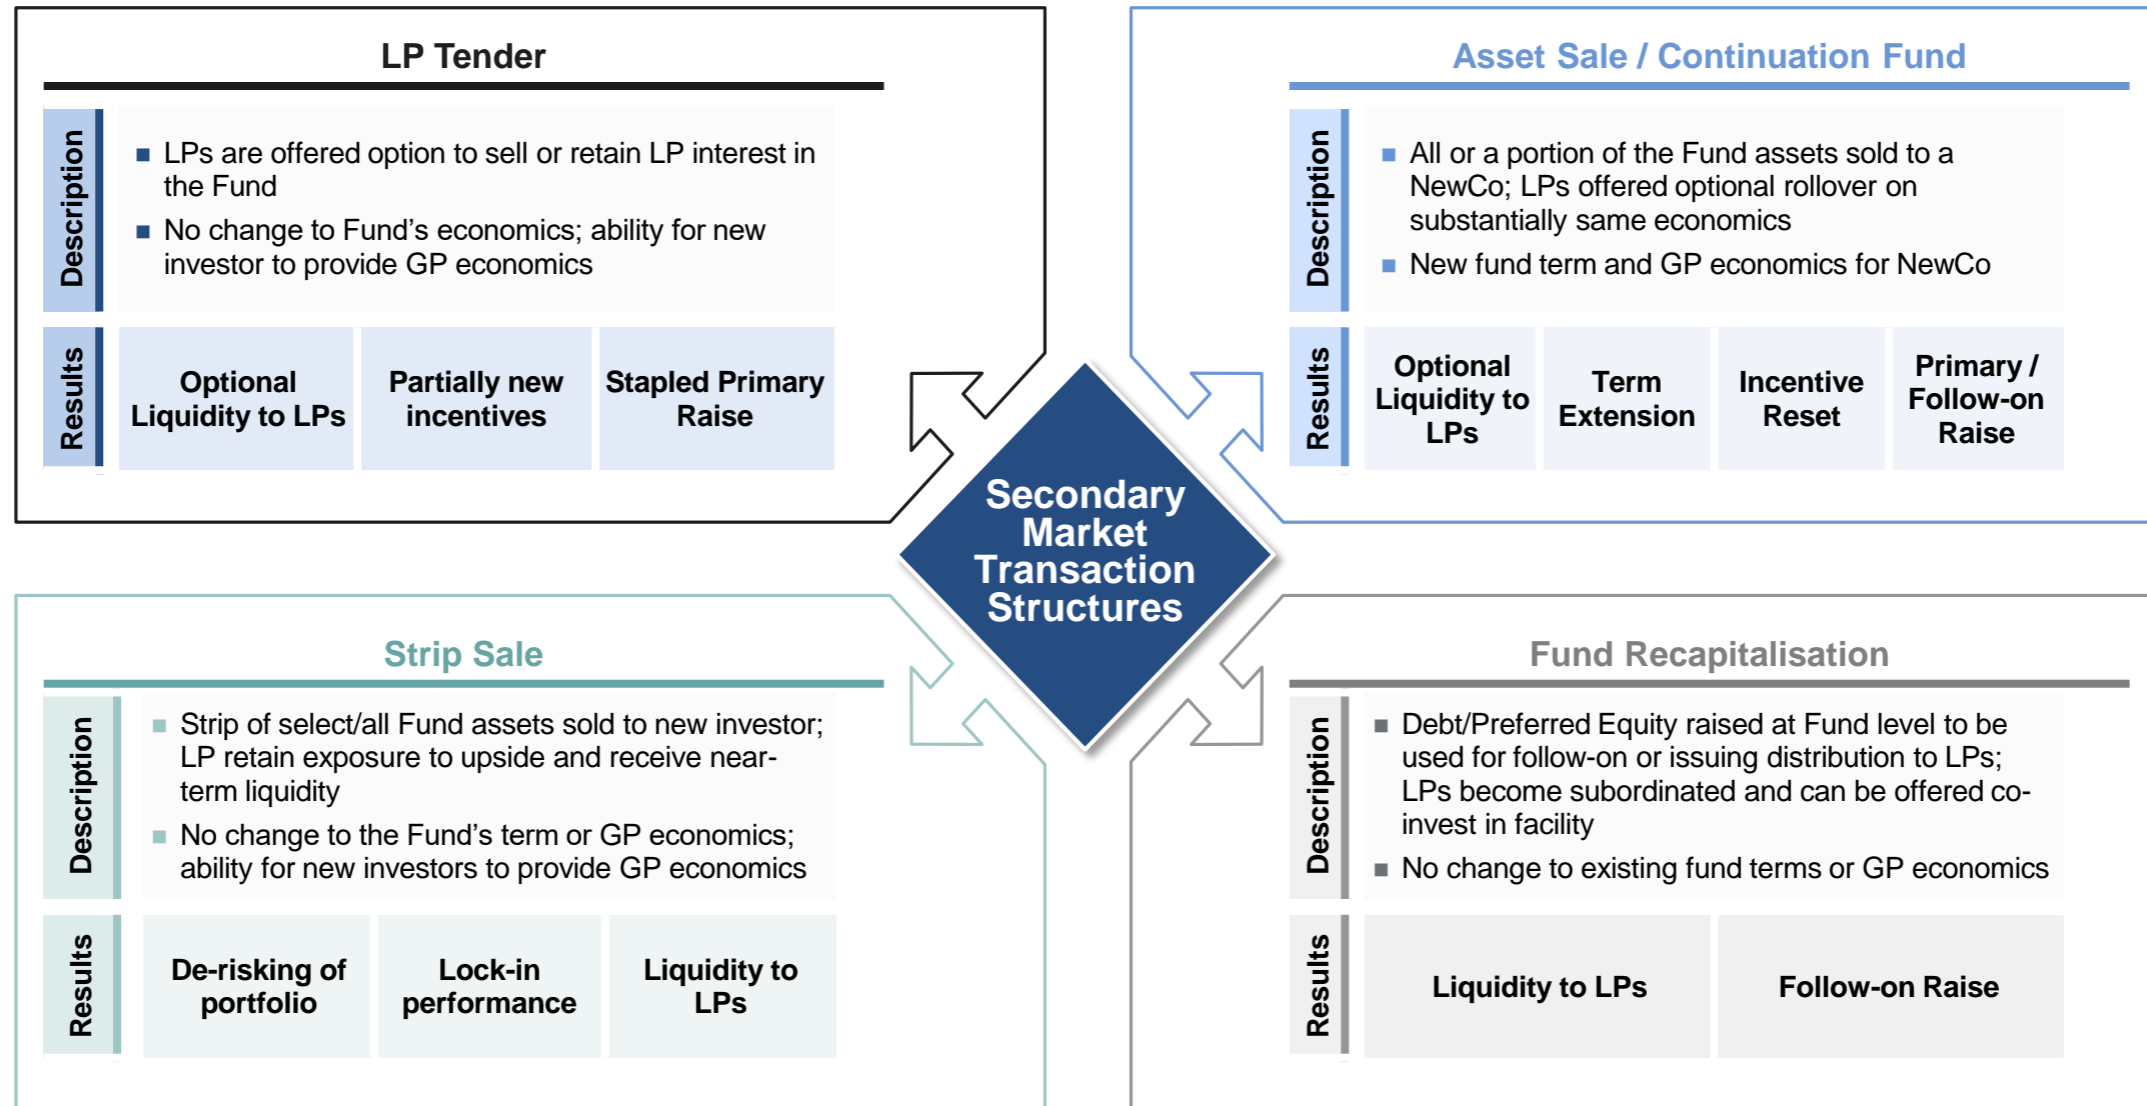 LP Tender
Description
LPs are offered option to sell or retain LP interest in
the Fund
No change to Fund’s economics; ability for new
investor to provide GP economics
Results
Optional
Liquidity to LPs
Partially new
incentives
Stapled Primary
Raise
Asset Sale / Continuation Fund
Description
All or a portion of the Fund assets sold to a
NewCo; LPs offered optional rollover on
substantially same economics
New fund term and GP economics for NewCo
Results
Optional
Liquidity to
LPs
Term
Extension
Incentive
Reset
Primary /
Follow-on
Raise
Secondary
Market
Transaction
Structures
Strip Sale
Description
Strip of select/all Fund assets sold to new investor;
LP retain exposure to upside and receive near-
term liquidity
No change to the Fund’s term or GP economics;
ability for new investors to provide GP economics
Results
De-risking of
portfolio
Lock-in
performance
Liquidity to
LPs
Fund Recapitalisation
Description
Debt/Preferred Equity raised at Fund level to be
used for follow-on or issuing distribution to LPs;
LPs become subordinated and can be offered co-
invest in facility
No change to existing fund terms or GP economics
Results
Liquidity to LPs
Follow-on Raise